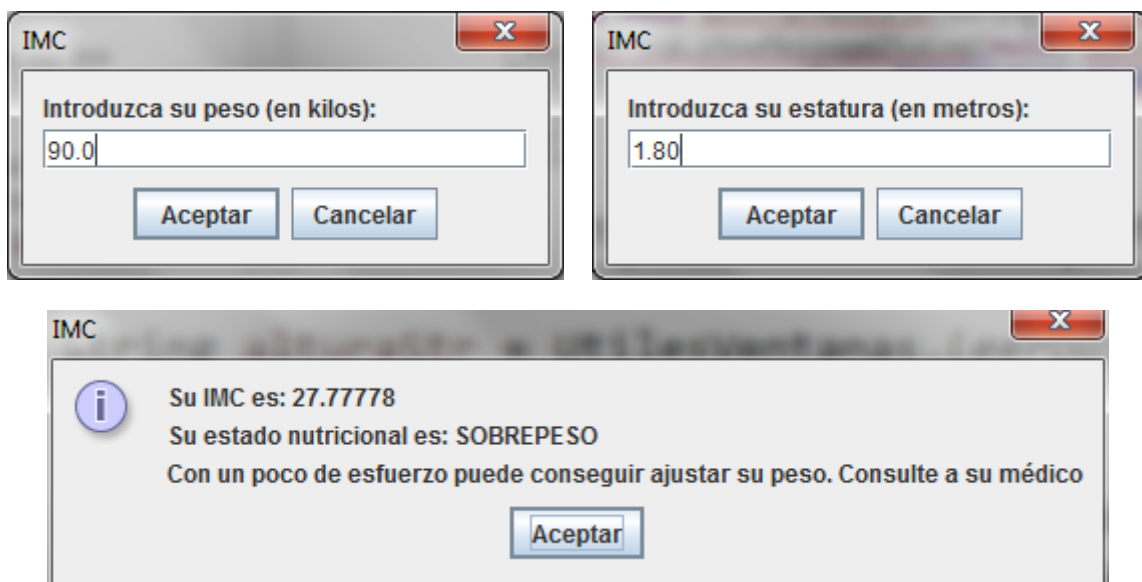 IMC
Introduzca su peso (en kilos):
90.0
Aceptar Cancelar
IMC
Introduzca su estatura (en metros):
1.80
Aceptar Cancelar
IMC
Su IMC es: 27.77778
Su estado nutricional es: SOBREPESO
Con un poco de esfuerzo puede conseguir ajustar su peso. Consulte a su médico
Aceptar